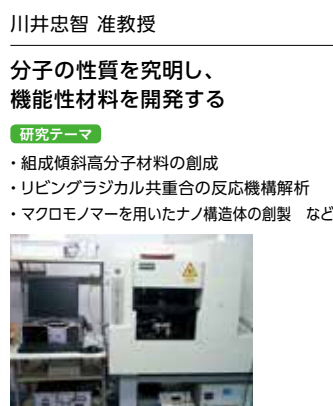 川井忠智 准教授
分子の性質を究明し、
機能性材料を開発する
研究テーマ
・組成傾斜高分子材料の創成
・リビングラジカル共重合の反応機構解析
・マクロモノマーを用いたナノ構造体の創製　など